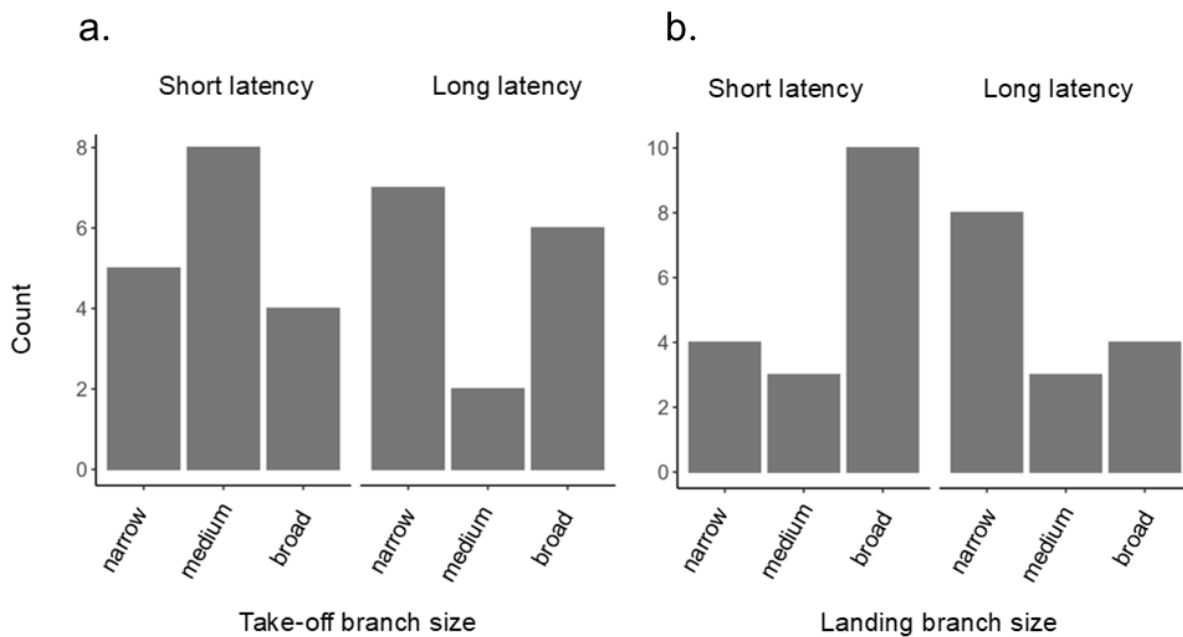 a.
Short latency Long latency
8
6
4
2
0
Count
narrow medium broad narrow medium broad
Take-off branch size
b.
Short latency Long latency
10
8
6
4
2
0
narrow medium broad narrow medium broad
Landing branch size